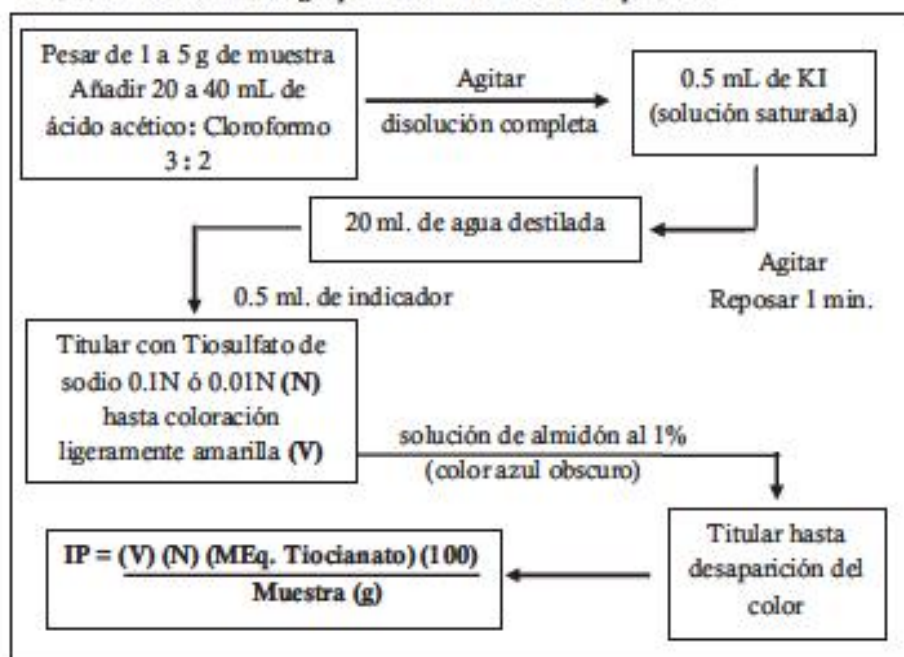 Pesar de 1 a 5 g de muestra
Añadir 20 a 40 mL de
ácido acético: Cloroformo
3 : 2
Agitar
disolución completa
0.5 mL de KI
(solución saturada)
Agitar
Reposar 1 min.
20 ml. de agua destilada
0.5 ml. de indicador
Titular con Tiosulfato de
sodio 0.1N ó 0.01N (N)
hasta coloración
ligeramente amarilla (V)
solución de almidón al 1%
(color azul obscuro)
Titular hasta
desaparición del
color
IP = (V) (N) (MEq. Tiocianato) (100)
Muestra (g)